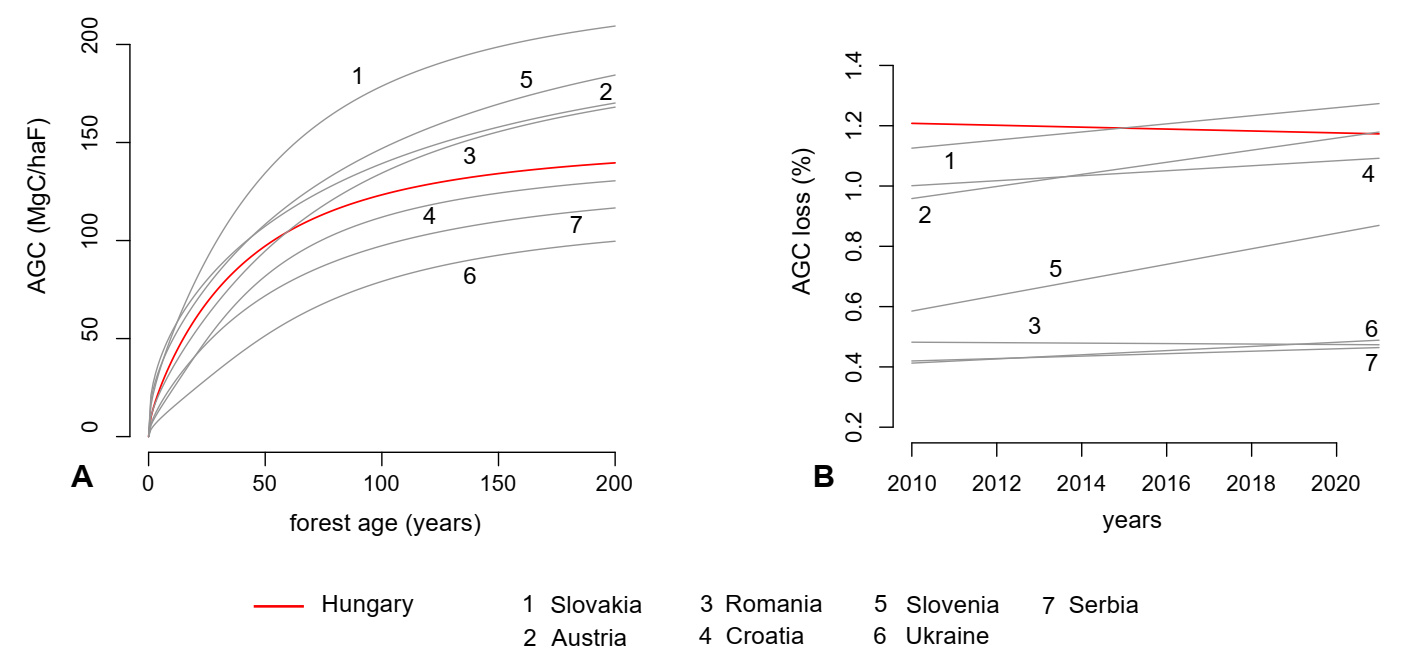 AGC (MgC/haF)
0
50
100
150
200
1
5
2
3
4
7
6
A
0
50
100
150
200
forest age (years)
AGC loss (%)
0.2
0.4
0.6
0.8
1.0
1.2
1.4
1
4
2
5
3
6
7
B
2010
2012
2014
2016
2018
2020
years
Hungary
1 Slovakia
3 Romania
5 Slovenia
7 Serbia
2 Austria
4 Croatia
6 Ukraine